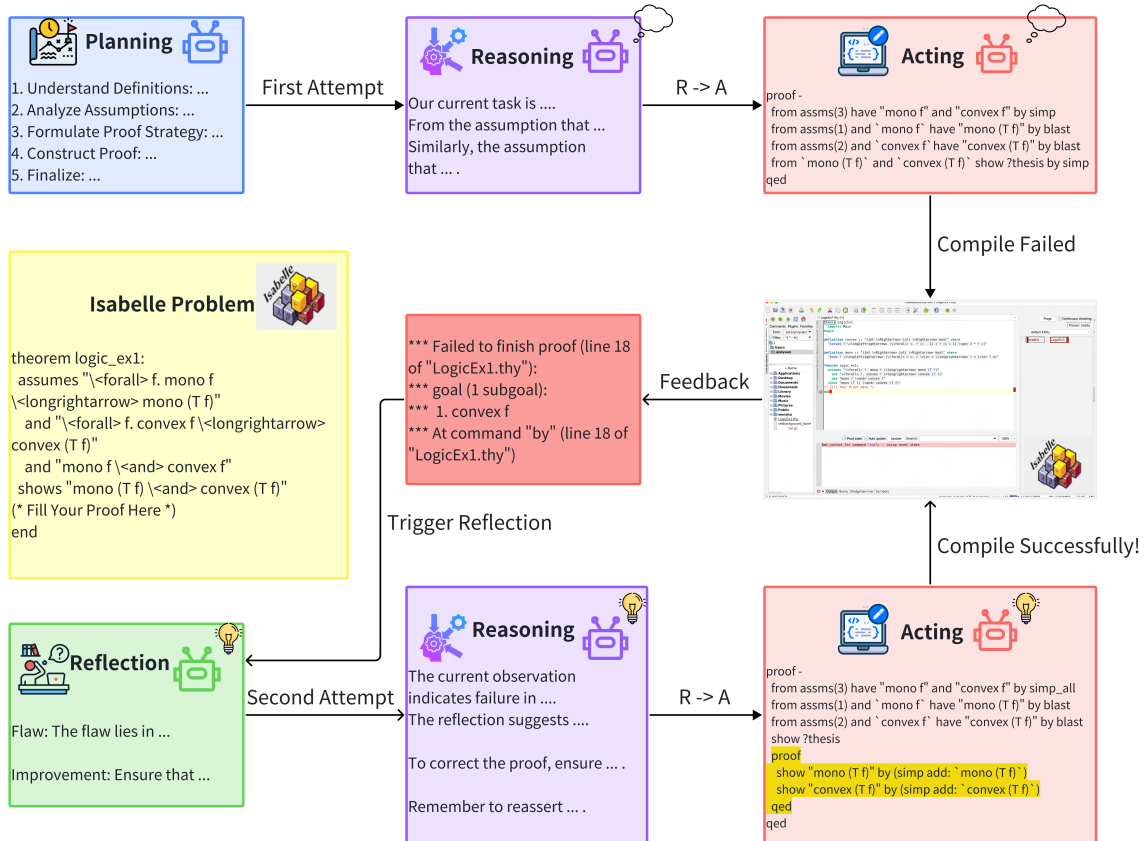 Planning
1. Understand Definitions: ...
2. Analyze Assumptions: ...
3. Formulate Proof Strategy: ...
4. Construct Proof: ...
5. Finalize: ...
First Attempt
Reasoning
Our current task is ....
From the assumption that ...
Similarly, the assumption
that ... .
R -> A
Acting
proof -
from assms(3) have "mono f" and "convex f" by simp
from assms(1) and `mono f` have "mono (T f)" by blast
from assms(2) and `convex f`have "convex (T f)" by blast
from `mono (T f)` and `convex (T f)` show ?thesis by simp
qed
Compile Failed
Isabelle Problem
Isabelle
theorem logic_ex1:
assumes "\<forall> f. mono f
\<longrightarrow> mono (T f)"
and "\<forall> f. convex f \<longrightarrow>
convex (T f)"
and "mono f \<and> convex f"
shows "mono (T f) \<and> convex (T f)"
(* Fill Your Proof Here *)
end
*** Failed to finish proof (line 18
of "LogicEx1.thy"):
*** goal (1 subgoal):
*** 1. convex f
*** At command "by" (line 18 of
"LogicEx1.thy")
Feedback
Isabelle
Trigger Reflection
Compile Successfully!
Reflection
Flaw: The flaw lies in ...
Improvement: Ensure that ...
Second Attempt
Reasoning
The current observation
indicates failure in ....
The reflection suggests ....
To correct the proof, ensure ... .
Remember to reassert ... .
R -> A
Acting
proof -
from assms(3) have "mono f" and "convex f" by simp_all
from assms(1) and `mono f` have "mono (T f)" by blast
from assms(2) and `convex f` have "convex (T f)" by blast
show ?thesis
proof
show "mono (T f)" by (simp add: `mono (T f)`)
show "convex (T f)" by (simp add: `convex (T f)`)
qed
qed